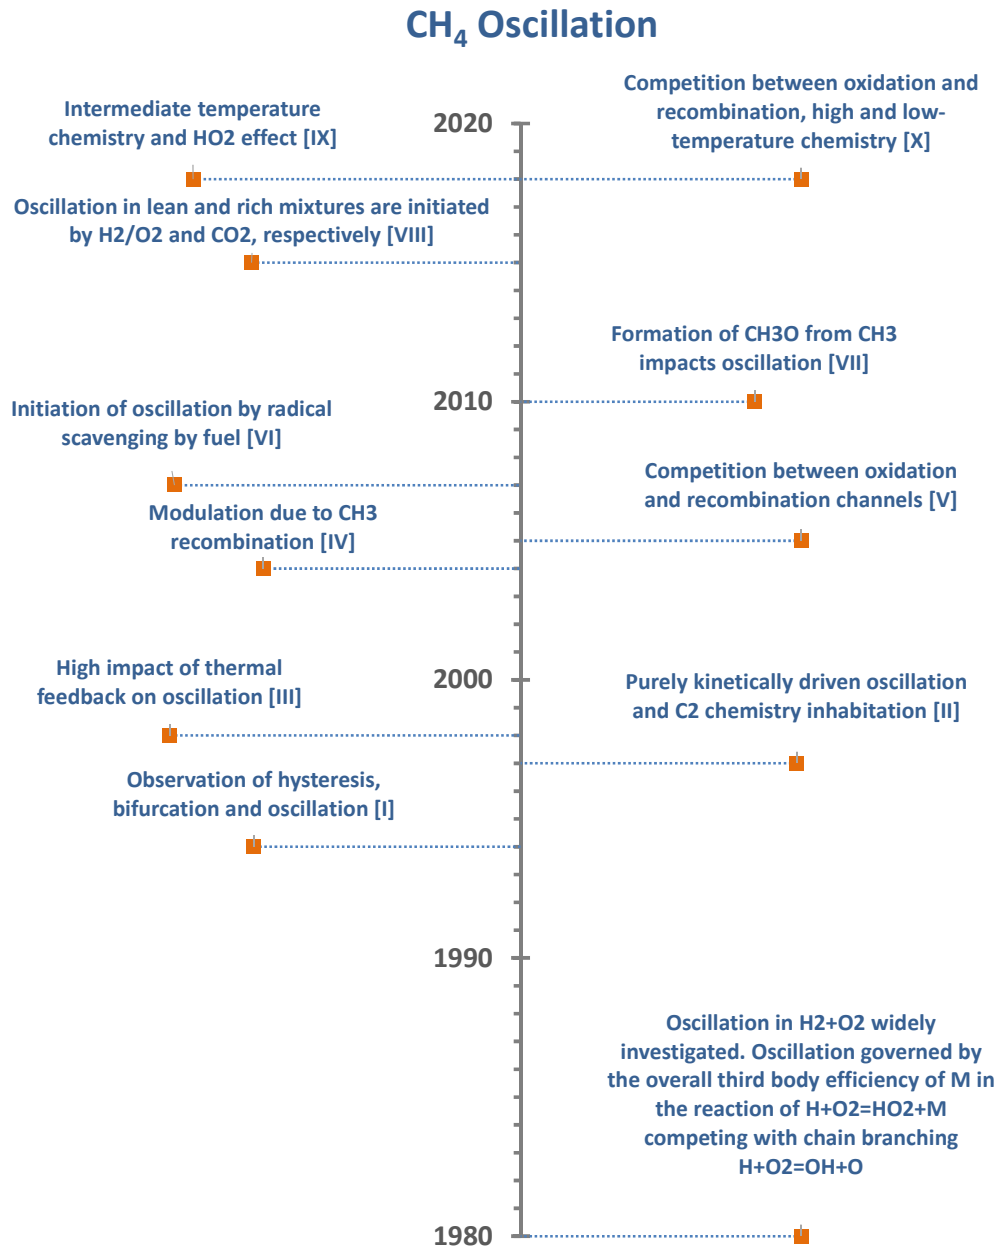 CH₄ Oscillation
Competition between oxidation and
recombination, high and low-
temperature chemistry [X]
Intermediate temperature
chemistry and HO2 effect [IX]
2020
Oscillation in lean and rich mixtures are initiated
by H2/O2 and CO2, respectively [VIII]
Formation of CH3O from CH3
impacts oscillation [VII]
2010
Initiation of oscillation by radical
scavenging by fuel [VI]
Competition between oxidation
and recombination channels [V]
Modulation due to CH3
recombination [IV]
High impact of thermal
feedback on oscillation [III]
2000
Purely kinetically driven oscillation
and C2 chemistry inhabitation [II]
Observation of hysteresis,
bifurcation and oscillation [I]
1990
Oscillation in H2+O2 widely
investigated. Oscillation governed by
the overall third body efficiency of M in
the reaction of H+O2=HO2+M
competing with chain branching
H+O2=OH+O
1980